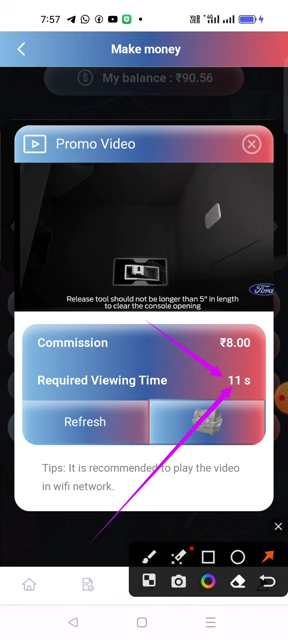 7:57
Make money
My balance : ₹90.56
Promo Video
Ford
Release tool should not be longer than 5" in length
to clear the console opening
Commission ₹8.00
Required Viewing Time 11 s
Refresh
Tips: It is recommended to play the video
in wifi network.